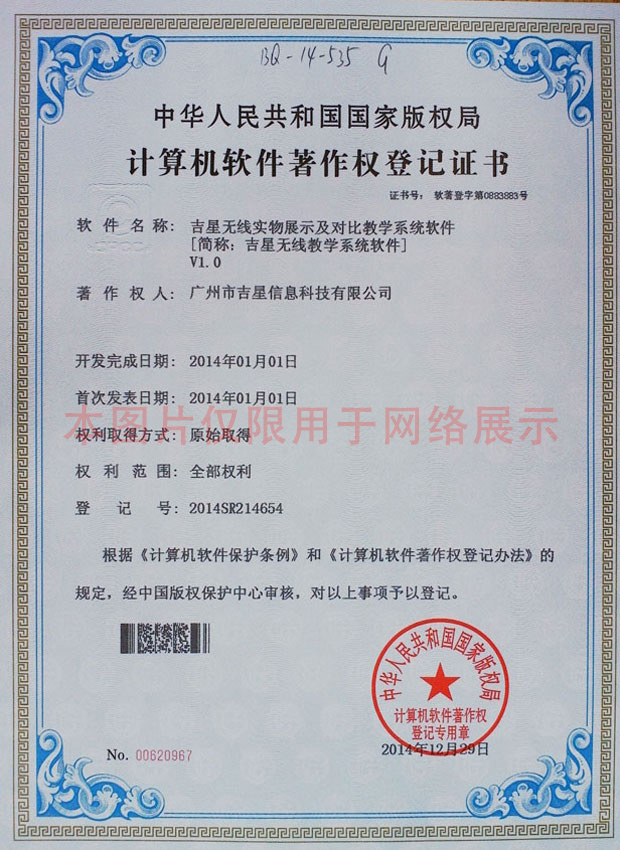 BQ-14-535 G
中华人民共和国国家版权局
计算机软件著作权登记证书
证书号： 软著登字第0883883号
软件名称： 吉星无线实物展示及对比教学系统软件
[简称：吉星无线教学系统软件]
V1.0
著作权人： 广州市吉星信息科技有限公司
开发完成日期： 2014年01月01日
首次发表日期： 2014年01月01日
本图片仅限用于网络展示
权利取得方式： 原始取得
权利范围： 全部权利
登记号： 2014SR214654
根据《计算机软件保护条例》和《计算机软件著作权登记办法》的
规定，经中国版权保护中心审核，对以上事项予以登记。
中华人民共和国国家版权局
计算机软件著作权
登记专用章
No. 00620967
2014年12月29日